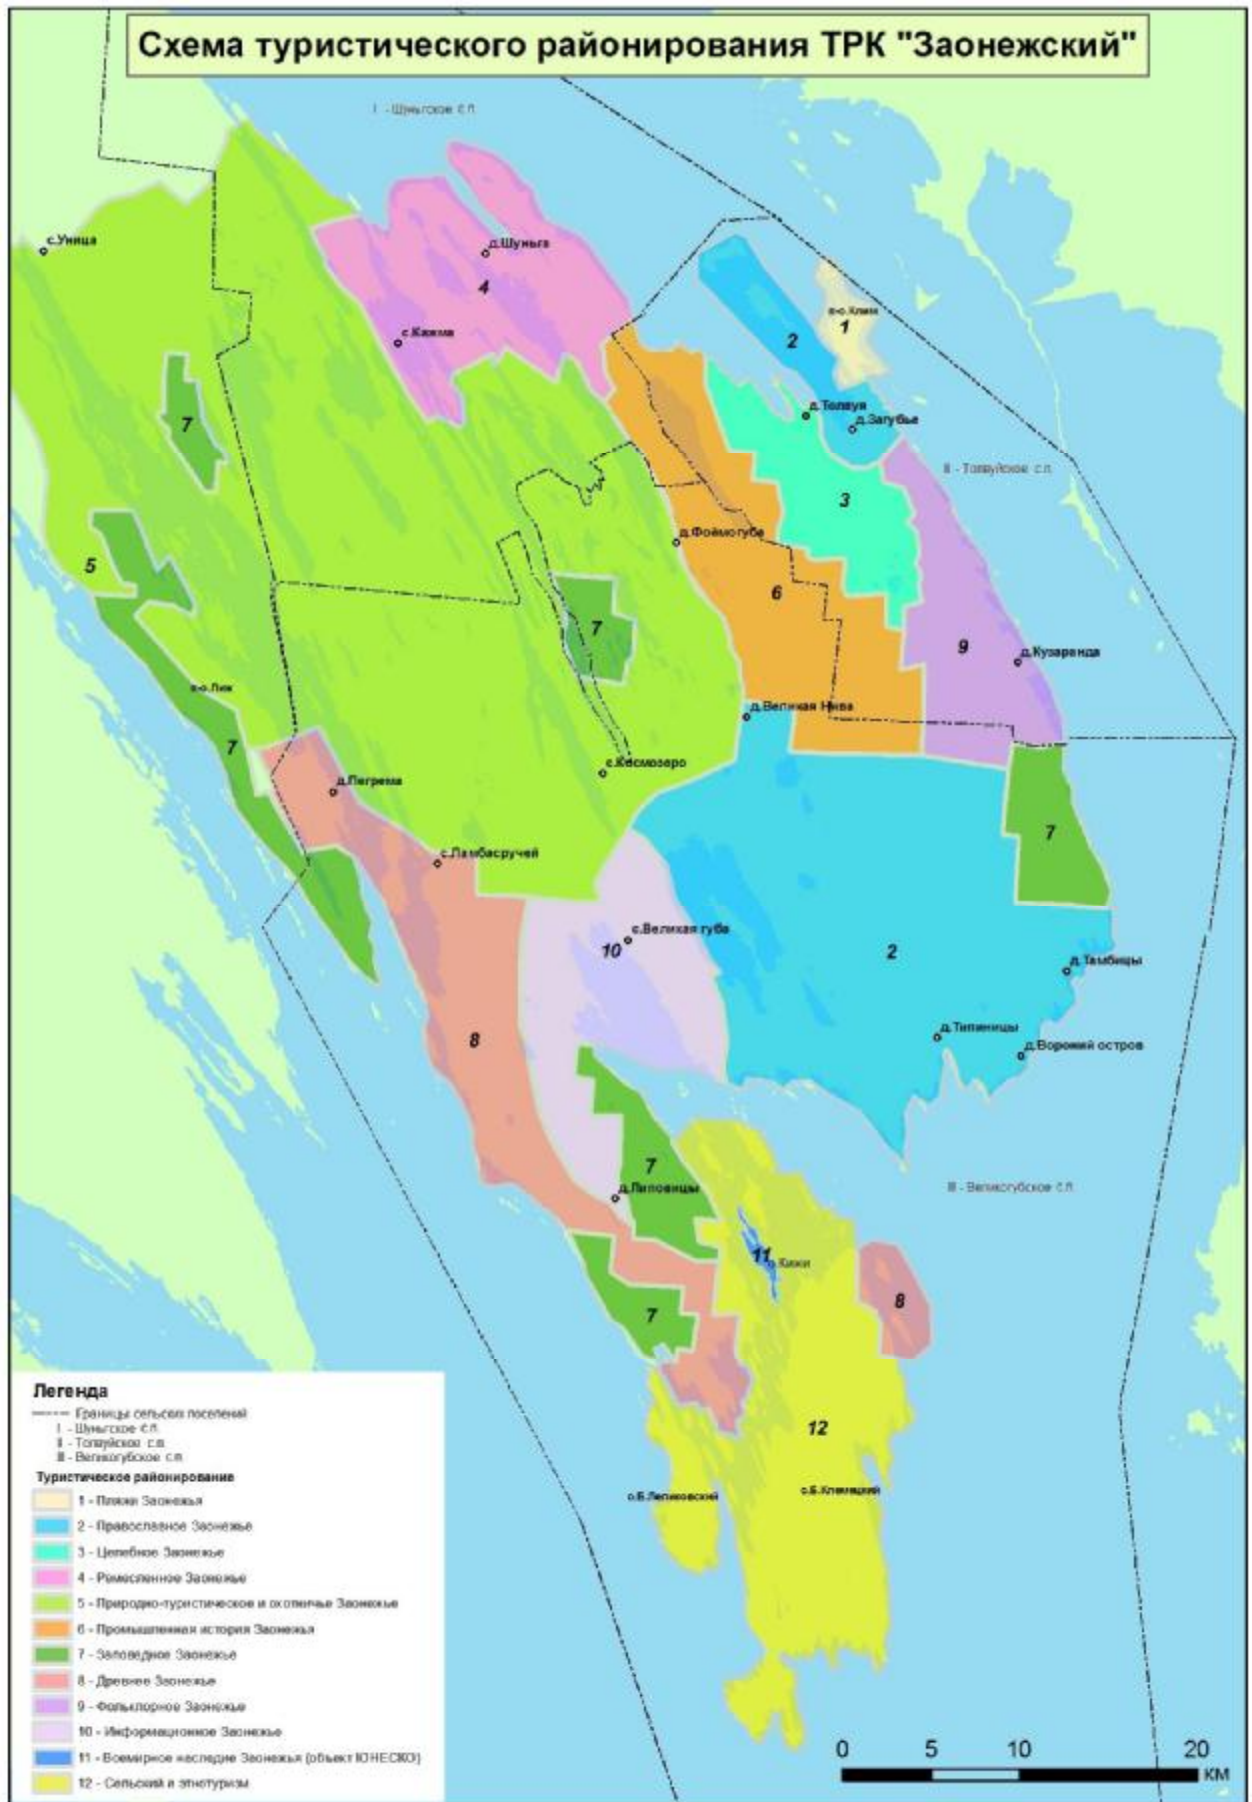 Схема туристического районирования ТРК "Заонежский"
I - Шуньгское с.п.
с.Уница
д.Шуньга
4
с.Кажма
п-о.Клим
1
2
д.Толвуя
д.Загубье
7
II - Толвуйское с.п.
3
д.Фоймогуба
5
6
7
9
д.Кузаранда
п-о.Лик
д.Великая Нива
7
с.Космозеро
д.Пегрема
7
с.Ламбасручей
с.Великая губа
10
2
д.Тамбицы
д.Типиницы
д.Вороний остров
8
7
д.Липовицы
III - Великогубское с.п.
11
о.Кижи
8
7
12
о.Б.Леликовский
о.Б.Клемецкий
Легенда
Границы сельских поселений
I - Шуньгское с.п.
II - Толвуйское с.п.
III - Великогубское с.п.
Туристическое районирование
1 - Пляжи Заонежья
2 - Православное Заонежье
3 - Целебное Заонежье
4 - Ремесленное Заонежье
5 - Природно-туристическое и охотничье Заонежье
6 - Промышленная история Заонежья
7 - Заповедное Заонежье
8 - Древнее Заонежье
9 - Фольклорное Заонежье
10 - Информационное Заонежье
11 - Всемирное наследие Заонежья (объект ЮНЕСКО)
12 - Сельский и этнотуризм
0 5 10 20
КМ